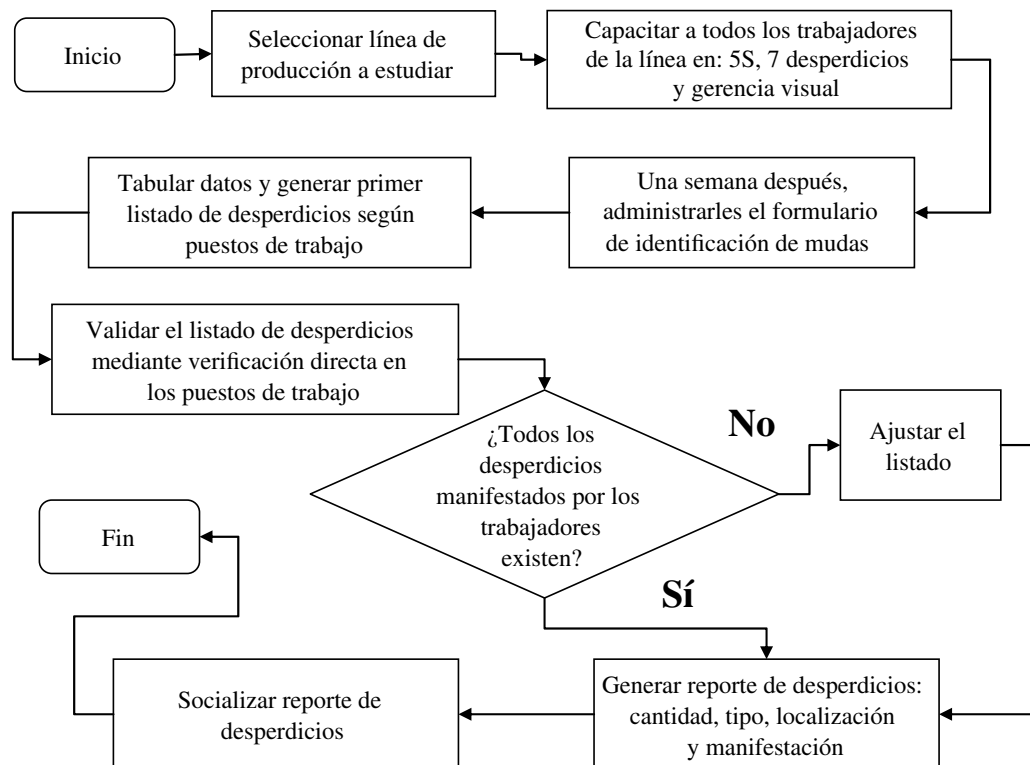 Inicio
Seleccionar línea de
producción a estudiar
Capacitar a todos los trabajadores
de la línea en: 5S, 7 desperdicios
y gerencia visual
Una semana después,
administrarles el formulario
de identificación de mudas
Tabular datos y generar primer
listado de desperdicios según
puestos de trabajo
Validar el listado de desperdicios
mediante verificación directa en
los puestos de trabajo
¿Todos los
desperdicios
manifestados por los
trabajadores
existen?
No
Ajustar el
listado
Sí
Generar reporte de desperdicios:
cantidad, tipo, localización
y manifestación
Socializar reporte de
desperdicios
Fin